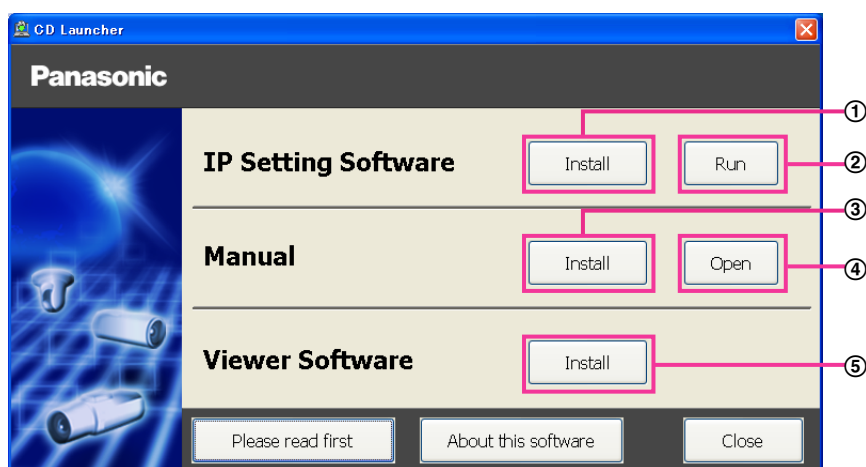 CD Launcher
Panasonic
①
IP Setting Software Install Run ②
③
Manual Install Open ④
Viewer Software Install ⑤
Please read first About this software Close